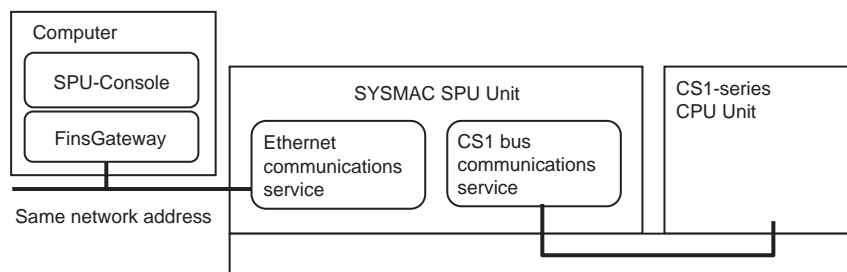 Computer
SPU-Console
FinsGateway
Same network address
SYSMAC SPU Unit
Ethernet
communications
service
CS1 bus
communications
service
CS1-series
CPU Unit